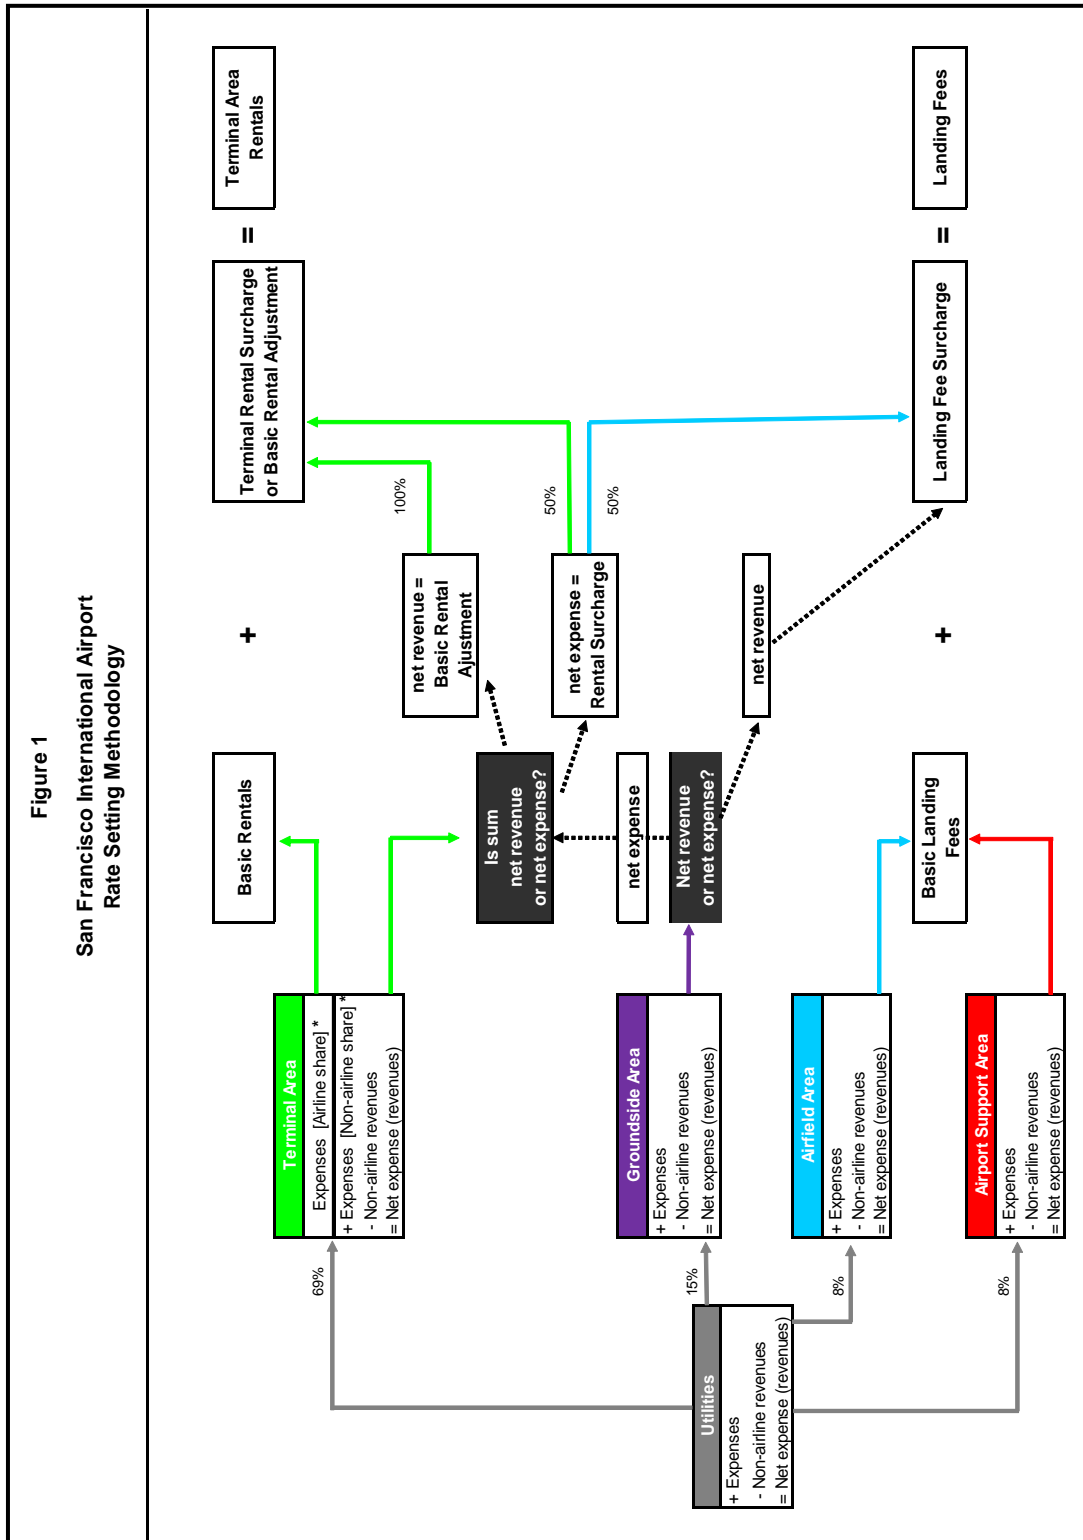 Figure 1
San Francisco International Airport
Rate Setting Methodology
Utilities
+ Expenses
- Non-airline revenues
= Net expense (revenues)
69%
15%
8%
8%
Terminal Area
Expenses [Airline share] *
+ Expenses [Non-airline share] *
- Non-airline revenues
= Net expense (revenues)
Groundside Area
+ Expenses
- Non-airline revenues
= Net expense (revenues)
Airfield Area
+ Expenses
- Non-airline revenues
= Net expense (revenues)
Airport Support Area
+ Expenses
- Non-airline revenues
= Net expense (revenues)
Basic Rentals
Is sum
net revenue
or net expense?
net expense
Net revenue
or net expense?
Basic Landing
Fees
+
net revenue =
Basic Rental
Ajustment
net expense =
Rental Surcharge
net revenue
+
100%
50%
50%
Terminal Rental Surcharge
or Basic Rental Adjustment
Landing Fee Surcharge
=
=
Terminal Area
Rentals
Landing Fees